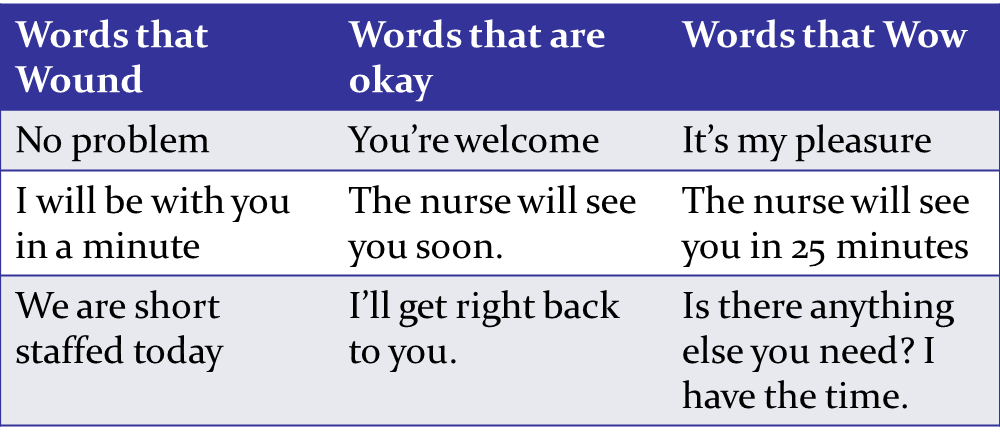 Words that
Wound
Words that are
okay
Words that Wow
No problem
You're welcome
It's my pleasure
I will be with you
in a minute
The nurse will see
you soon.
The nurse will see
you in 25 minutes
We are short
staffed today
I'll get right back
to you.
Is there anything
else you need? I
have the time.